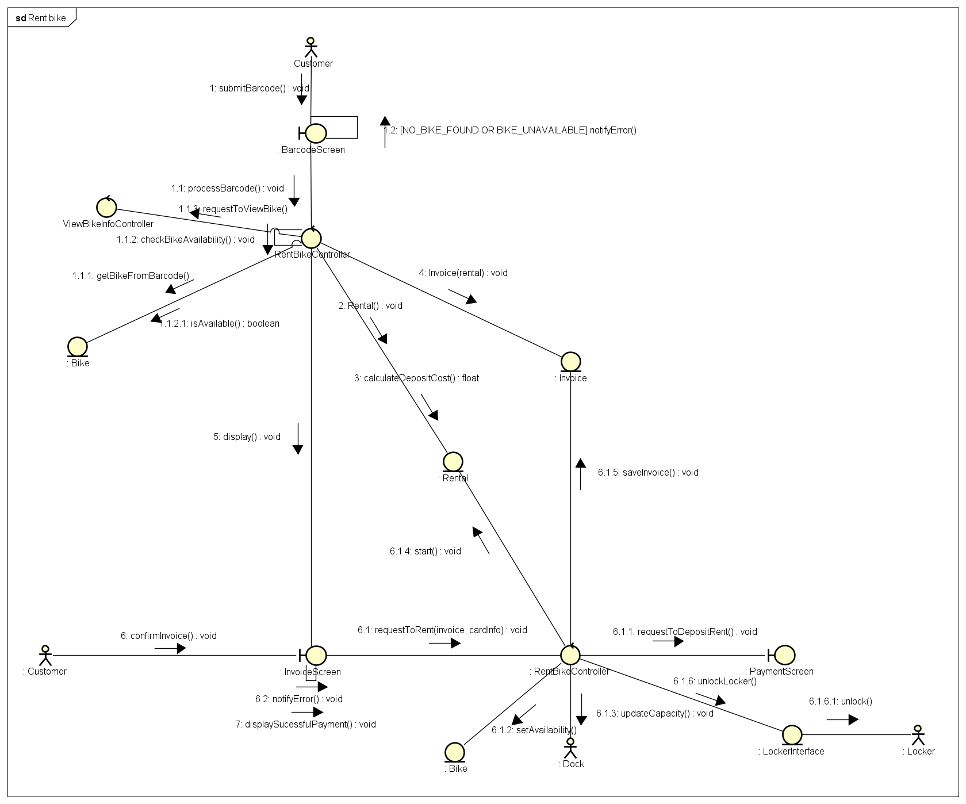 sd Rent bike
: Customer
1: submitBarcode() : void
1.2: [NO_BIKE_FOUND OR BIKE_UNAVAILABLE] notifyError()
: BarcodeScreen
1.1: processBarcode() : void
1.1.3: requestToViewBike()
: ViewBikeInfoController
1.1.2: checkBikeAvailability() : void
: RentBikeController
1.1.1: getBikeFromBarcode()
4: Invoice(rental) : void
2: Rental() : void
1.1.2.1: isAvailable() : boolean
: Bike
: Invoice
3: calculateDepositCost() : float
5: display() : void
6.1.5: saveInvoice() : void
: Rental
6.1.4: start() : void
6: confirmInvoice() : void
6.1: requestToRent(invoice, cardInfo) : void
6.1.1: requestToDepositRent() : void
: Customer
: InvoiceScreen
: RentBikeController
: PaymentScreen
6.1.6: unlockLocker() : void
6.2: notifyError() : void
6.1.6.1: unlock()
6.1.3: updateCapacity() : void
7: displaySucessfulPayment() : void
6.1.2: setAvailability()
: LockerInterface
: Locker
: Bike
: Dock